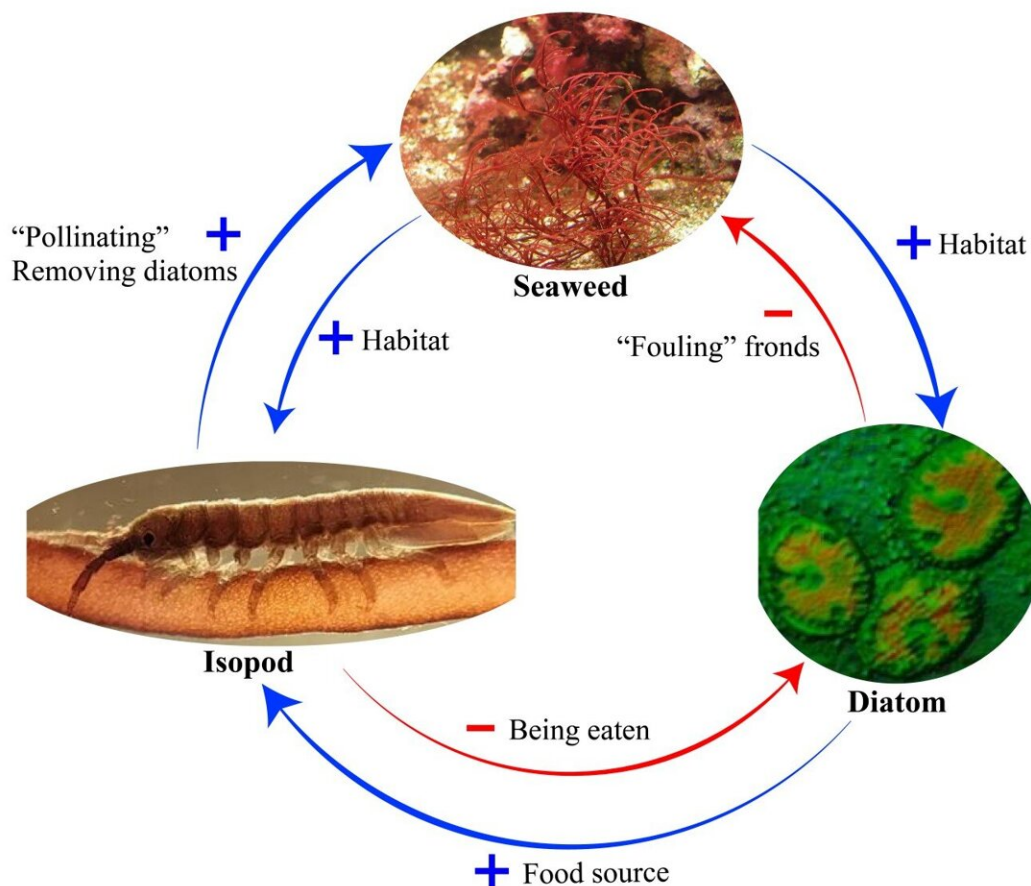 Seaweed
“Pollinating”
Removing diatoms
+
+ Habitat
+ Habitat
−
“Fouling” fronds
Isopod
Diatom
− Being eaten
+ Food source